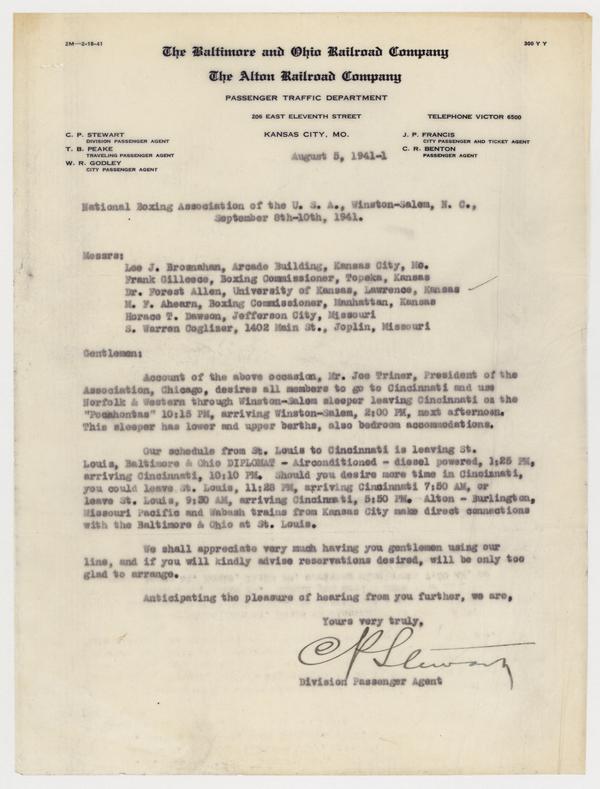 2M—2-18-41
300 Y Y
The Baltimore and Ohio Railroad Company
The Alton Railroad Company
PASSENGER TRAFFIC DEPARTMENT
206 EAST ELEVENTH STREET
TELEPHONE VICTOR 6500
C. P. STEWART
DIVISION PASSENGER AGENT
T. B. PEAKE
TRAVELING PASSENGER AGENT
W. R. GODLEY
CITY PASSENGER AGENT
KANSAS CITY, MO.
J. P. FRANCIS
CITY PASSENGER AND TICKET AGENT
C. R. BENTON
PASSENGER AGENT
August 5, 1941-1
National Boxing Association of the U. S. A., Winston-Salem, N. C.,
September 8th-10th, 1941.
Messrs:
Lee J. Brosnahan, Arcade Building, Kansas City, Mo.
Frank Gilleece, Boxing Commissioner, Topeka, Kansas
Dr. Forest Allen, University of Kansas, Lawrence, Kansas
M. F. Ahearn, Boxing Commissioner, Manhattan, Kansas
Horace T. Dawson, Jefferson City, Missouri
S. Warren Coglizer, 1402 Main St., Joplin, Missouri
Gentlemen:
Account of the above occasion, Mr. Joe Triner, President of the
Association, Chicago, desires all members to go to Cincinnati and use
Norfolk & Western through Winston-Salem sleeper leaving Cincinnati on the
"Pocahontas" 10:15 PM, arriving Winston-Salem, 2:00 PM, next afternoon.
This sleeper has lower and upper berths, also bedroom accommodations.
Our schedule from St. Louis to Cincinnati is leaving St.
Louis, Baltimore & Ohio DIPLOMAT - Airconditioned - diesel powered, 1:25 PM,
arriving Cincinnati, 10:10 PM. Should you desire more time in Cincinnati,
you could leave St. Louis, 11:28 PM, arriving Cincinnati 7:50 AM, or
leave St. Louis, 9:30 AM, arriving Cincinnati, 5:50 PM. Alton - Burlington,
Missouri Pacific and Wabash trains from Kansas City make direct connections
with the Baltimore & Ohio at St. Louis.
We shall appreciate very much having you gentlemen using our
line, and if you will kindly advise reservations desired, will be only too
glad to arrange.
Anticipating the pleasure of hearing from you further, we are,
Yours very truly,
C P Stewart
Division Passenger Agent